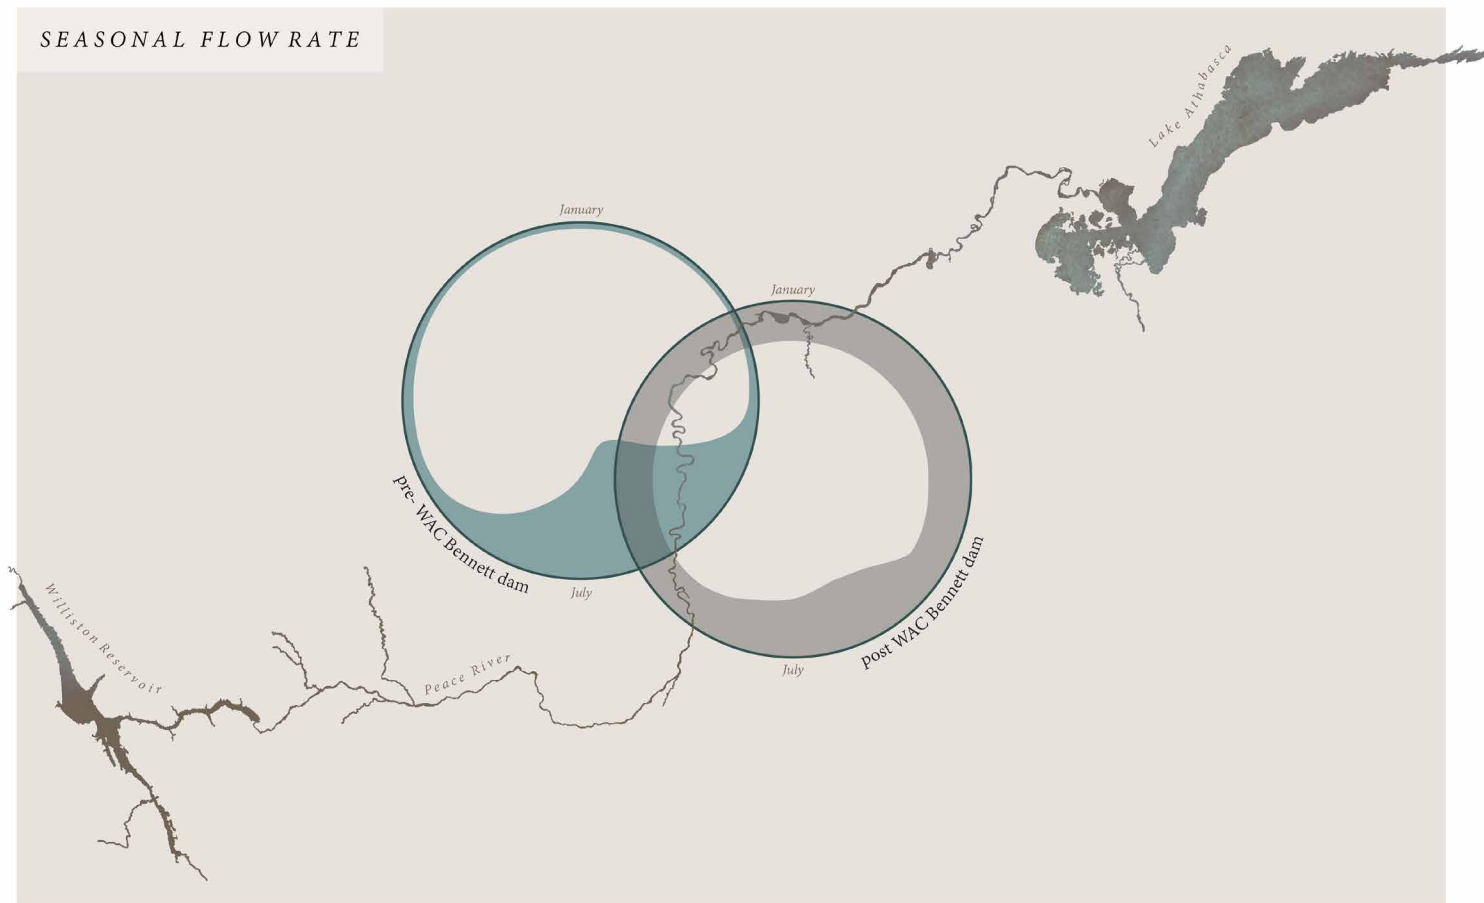 SEASONAL FLOW RATE
Lake Athabasca
January
January
pre- WAC Bennett dam
July
post WAC Bennett dam
July
Williston Reservoir
Peace River